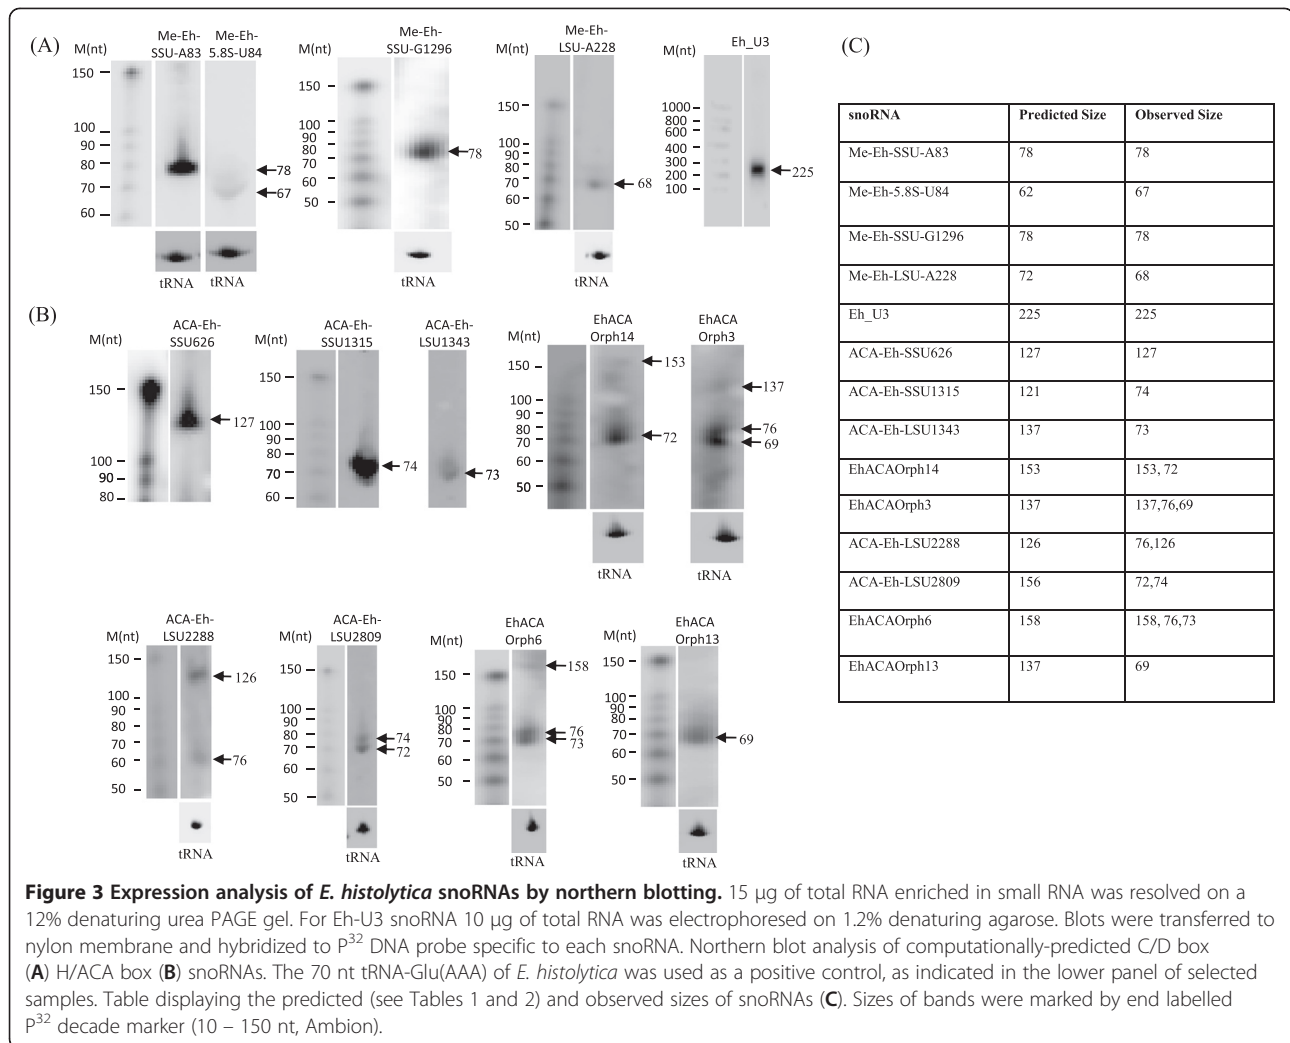 (A)
Me-Eh-
SSU-A83
Me-Eh-
5.8S-U84
M(nt)
150
100
90
80
70
60
78
67
tRNA
tRNA
Me-Eh-
SSU-G1296
M(nt)
150
100
90
80
70
60
50
78
tRNA
Me-Eh-
LSU-A228
M(nt)
150
100
90
80
70
60
50
68
tRNA
Eh_U3
M(nt)
1000
800
600
400
300
200
100
225
(B)
ACA-Eh-
SSU626
M(nt)
150
100
90
80
127
ACA-Eh-
SSU1315
M(nt)
150
100
90
80
70
60
74
ACA-Eh-
LSU1343
73
EhACA
Orph14
M(nt)
150
100
90
80
70
60
50
153
72
tRNA
EhACA
Orph3
137
76
69
tRNA
ACA-Eh-
LSU2288
M(nt)
150
100
90
80
70
60
50
126
76
tRNA
ACA-Eh-
LSU2809
M(nt)
150
100
90
80
70
60
50
74
72
tRNA
EhACA
Orph6
M(nt)
150
100
90
80
70
60
50
158
76
73
tRNA
EhACA
Orph13
M(nt)
150
100
90
80
70
60
50
69
tRNA
(C)
snoRNA Predicted Size Observed Size
Me-Eh-SSU-A83 78 78
Me-Eh-5.8S-U84 62 67
Me-Eh-SSU-G1296 78 78
Me-Eh-LSU-A228 72 68
Eh_U3 225 225
ACA-Eh-SSU626 127 127
ACA-Eh-SSU1315 121 74
ACA-Eh-LSU1343 137 73
EhACAOrph14 153 153, 72
EhACAOrph3 137 137,76,69
ACA-Eh-LSU2288 126 76,126
ACA-Eh-LSU2809 156 72,74
EhACAOrph6 158 158, 76,73
EhACAOrph13 137 69
Figure 3 Expression analysis of E. histolytica snoRNAs by northern blotting. 15 μg of total RNA enriched in small RNA was resolved on a
12% denaturing urea PAGE gel. For Eh-U3 snoRNA 10 μg of total RNA was electrophoresed on 1.2% denaturing agarose. Blots were transferred to
nylon membrane and hybridized to P³² DNA probe specific to each snoRNA. Northern blot analysis of computationally-predicted C/D box
(A) H/ACA box (B) snoRNAs. The 70 nt tRNA-Glu(AAA) of E. histolytica was used as a positive control, as indicated in the lower panel of selected
samples. Table displaying the predicted (see Tables 1 and 2) and observed sizes of snoRNAs (C). Sizes of bands were marked by end labelled
P³² decade marker (10 – 150 nt, Ambion).